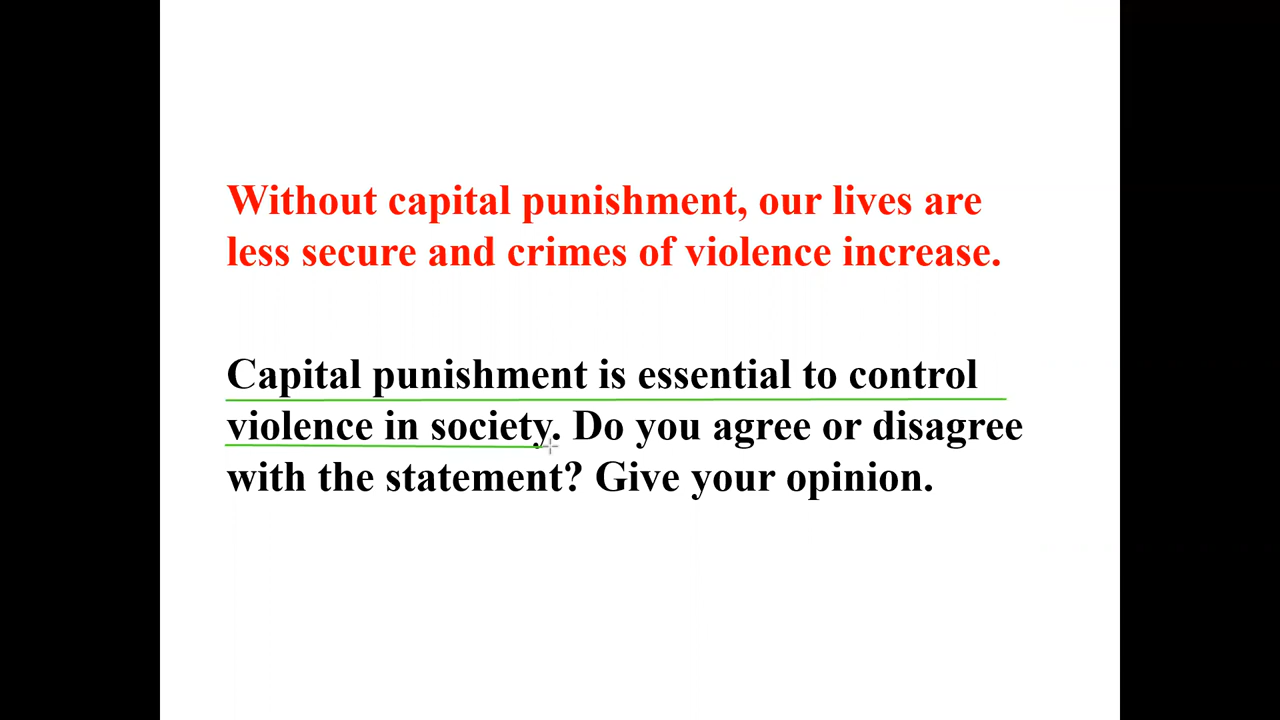 Without capital punishment, our lives are
less secure and crimes of violence increase.
Capital punishment is essential to control
violence in society. Do you agree or disagree
with the statement? Give your opinion.